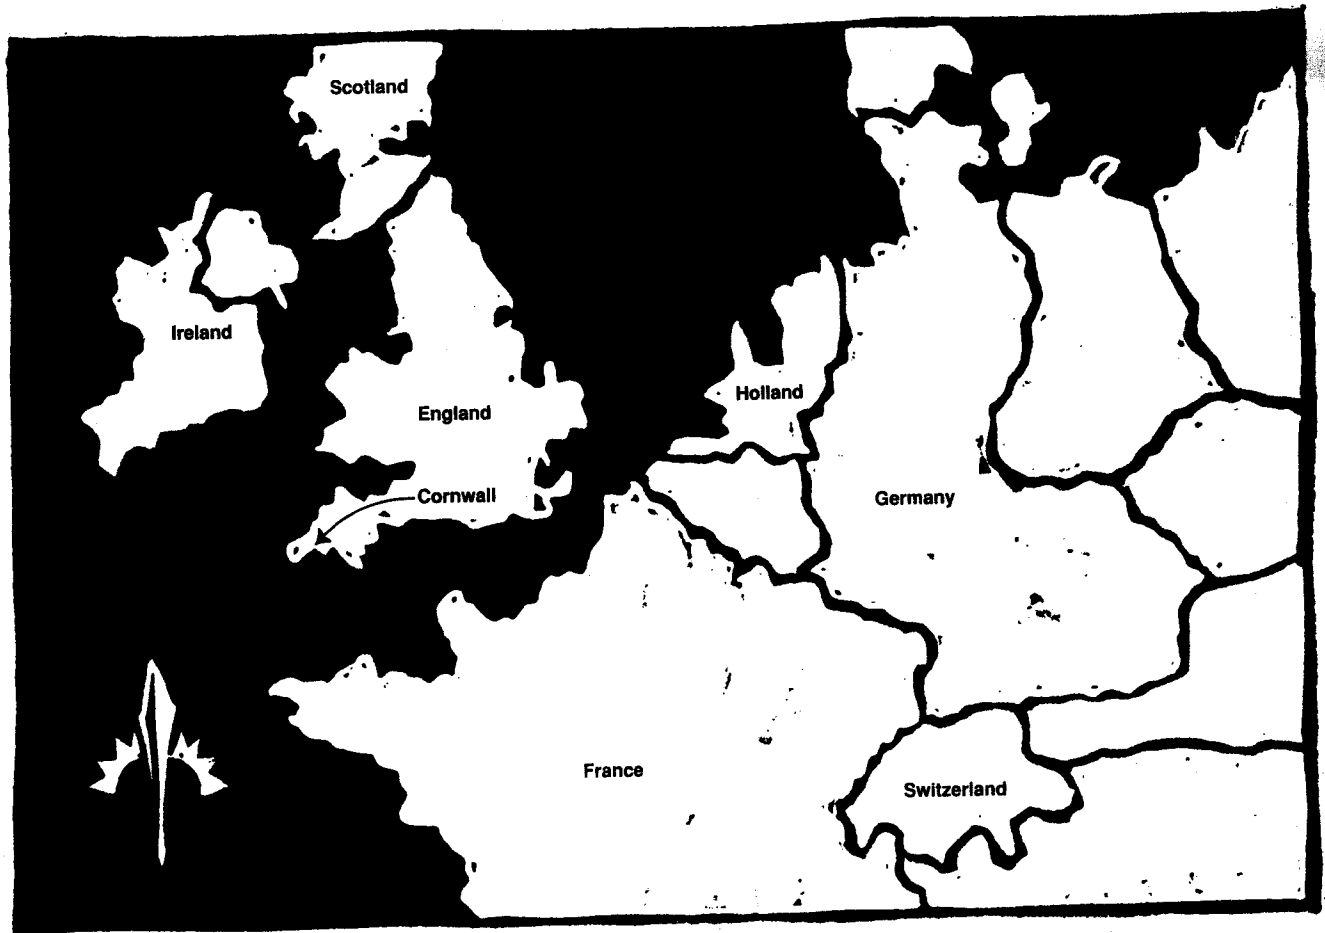 Scotland
Ireland
Holland
England
Cornwall
Germany
France
Switzerland